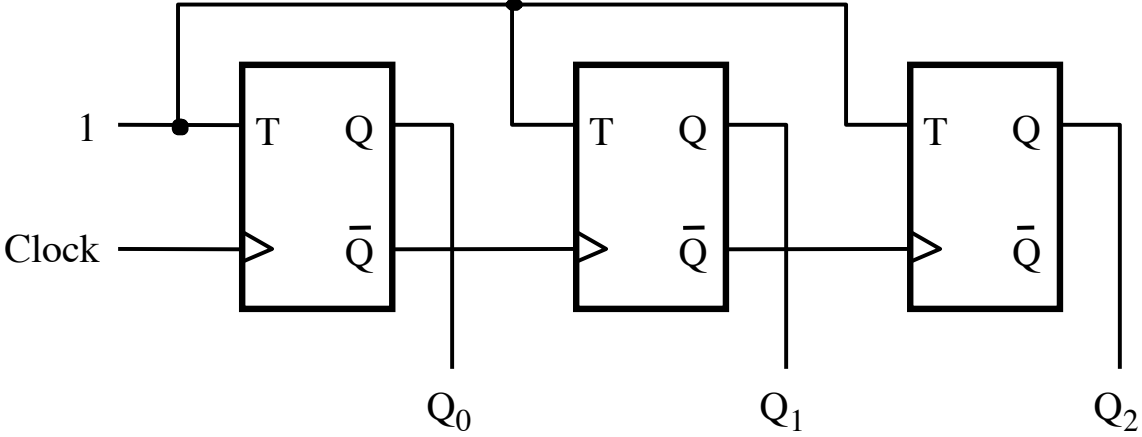 1 T Q T Q T Q
Clock Q̅ Q̅ Q̅
Q₀ Q₁ Q₂